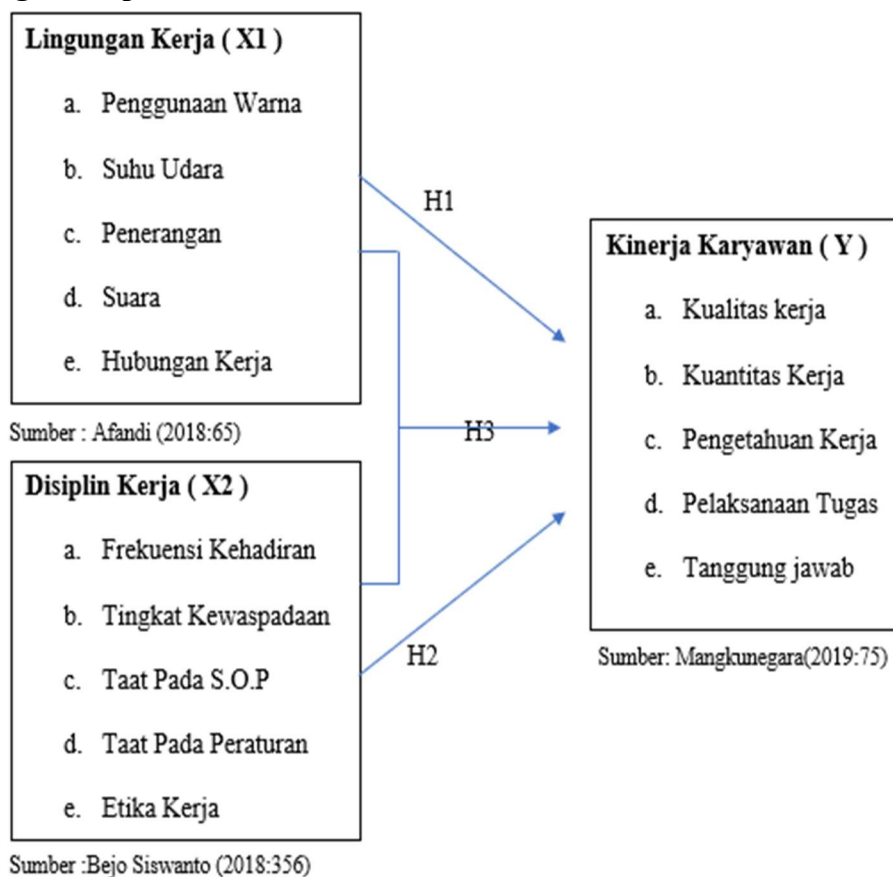 Lingungan Kerja ( X1 )
a. Penggunaan Warna
b. Suhu Udara
c. Penerangan
d. Suara
e. Hubungan Kerja
Sumber : Afandi (2018:65)
Disiplin Kerja ( X2 )
a. Frekuensi Kehadiran
b. Tingkat Kewaspadaan
c. Taat Pada S.O.P
d. Taat Pada Peraturan
e. Etika Kerja
Sumber :Bejo Siswanto (2018:356)
H1
H3
H2
Kinerja Karyawan ( Y )
a. Kualitas kerja
b. Kuantitas Kerja
c. Pengetahuan Kerja
d. Pelaksanaan Tugas
e. Tanggung jawab
Sumber: Mangkunegara(2019:75)